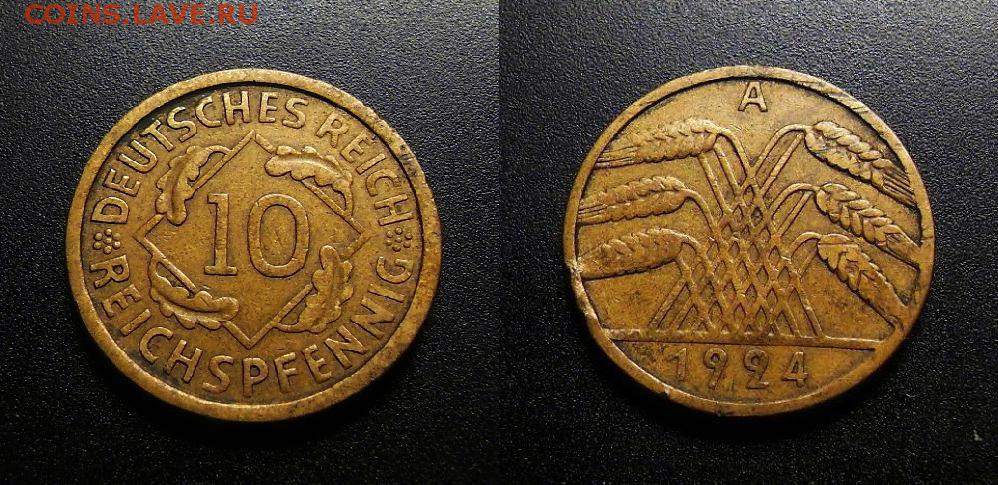 COINS.LAVE.RU
DEUTSCHES REICH
10
REICHSPFENNIG
A
1924